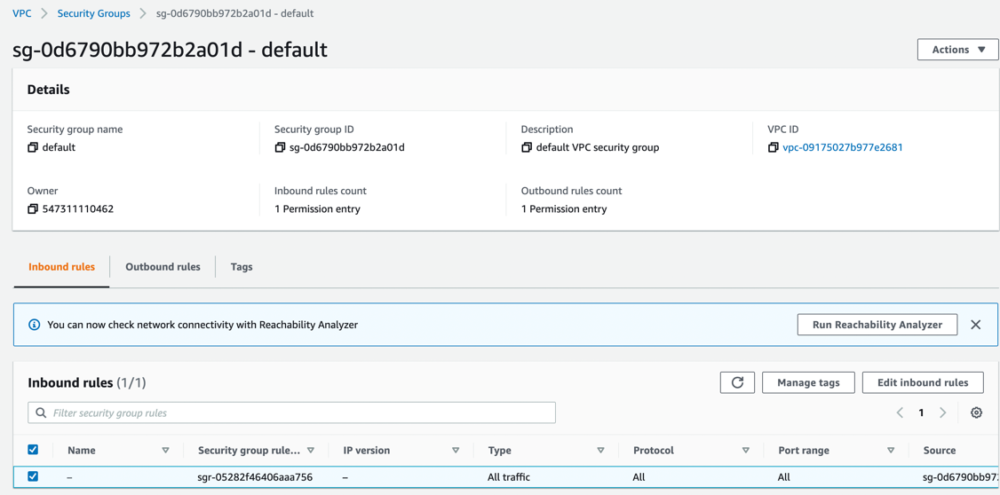 VPC > Security Groups > sg-0d6790bb972b2a01d - default
sg-0d6790bb972b2a01d - default
Actions
Details
Security group name
default
Security group ID
sg-0d6790bb972b2a01d
Description
default VPC security group
VPC ID
vpc-09175027b977e2681
Owner
547311110462
Inbound rules count
1 Permission entry
Outbound rules count
1 Permission entry
Inbound rules Outbound rules Tags
You can now check network connectivity with Reachability Analyzer Run Reachability Analyzer
Inbound rules (1/1) Manage tags Edit inbound rules
Filter security group rules 1
Name Security group rule... IP version Type Protocol Port range Source
– sgr-05282f46406aaa756 – All traffic All All sg-0d6790bb97